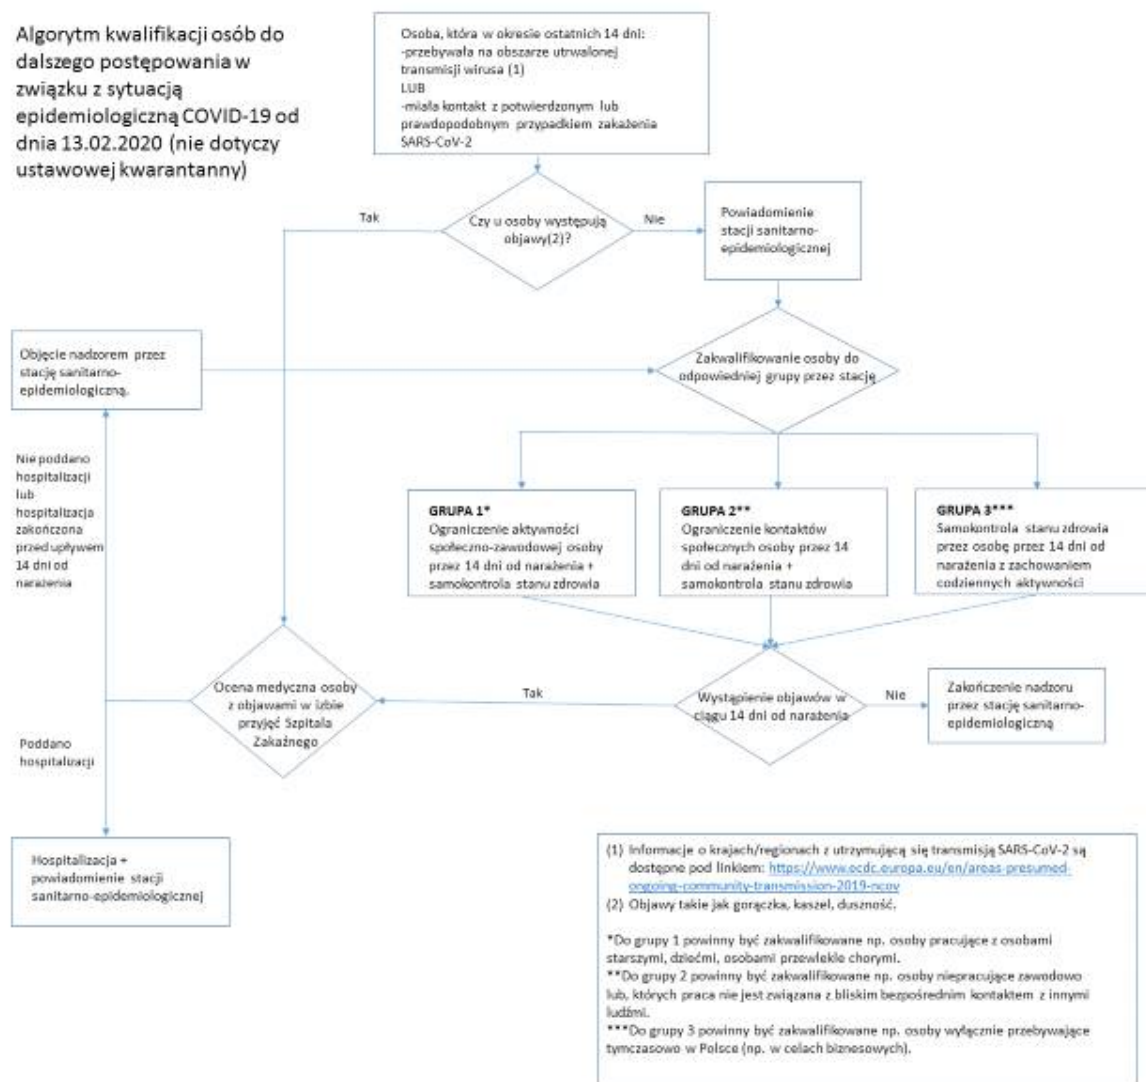 Algorytm kwalifikacji osób do
dalszego postępowania w
związku z sytuacją
epidemiologiczną COVID-19 od
dnia 13.02.2020 (nie dotyczy
ustawowej kwarantanny)
Osoba, która w okresie ostatnich 14 dni:
-przebywała na obszarze utrwalonej
transmisji wirusa (1)
LUB
-miała kontakt z potwierdzonym lub
prawdopodobnym przypadkiem zakażenia
SARS-CoV-2
Tak
Czy u osoby występują
objawy(2)?
Nie
Powiadomienie
stacji sanitarno-
epidemiologicznej
Objęcie nadzorem przez
stację sanitarno-
epidemiologiczną.
Zakwalifikowanie osoby do
odpowiedniej grupy przez stację
Nie poddano
hospitalizacji
lub
hospitalizacja
zakończona
przed upływem
14 dni od
narażenia
GRUPA 1*
Ograniczenie aktywności
społeczno-zawodowej osoby
przez 14 dni od narażenia +
samokontrola stanu zdrowia
GRUPA 2**
Ograniczenie kontaktów
społecznych osoby przez 14
dni od narażenia +
samokontrola stanu zdrowia
GRUPA 3***
Samokontrola stanu zdrowia
przez osobę przez 14 dni od
narażenia z zachowaniem
codziennych aktywności
Ocena medyczna osoby
z objawami w izbie
przyjęć Szpitala
Zakaźnego
Tak
Wystąpienie objawów w
ciągu 14 dni od narażenia
Nie
Zakończenie nadzoru
przez stację sanitarno-
epidemiologiczną
Poddano
hospitalizacji
Hospitalizacja +
powiadomienie stacji
sanitarno-epidemiologicznej
(1) Informacje o krajach/regionach z utrzymującą się transmisją SARS-CoV-2 są
dostępne pod linkiem: https://www.ecdc.europa.eu/en/areas-presumed-
ongoing-community-transmission-2019-ncov
(2) Objawy takie jak gorączka, kaszel, duszność.
*Do grupy 1 powinny być zakwalifikowane np. osoby pracujące z osobami
starszymi, dziećmi, osobami przewlekle chorymi.
**Do grupy 2 powinny być zakwalifikowane np. osoby niepracujące zawodowo
lub, których praca nie jest związana z bliskim bezpośrednim kontaktem z innymi
ludźmi.
***Do grupy 3 powinny być zakwalifikowane np. osoby wyłącznie przebywające
tymczasowo w Polsce (np. w celach biznesowych).